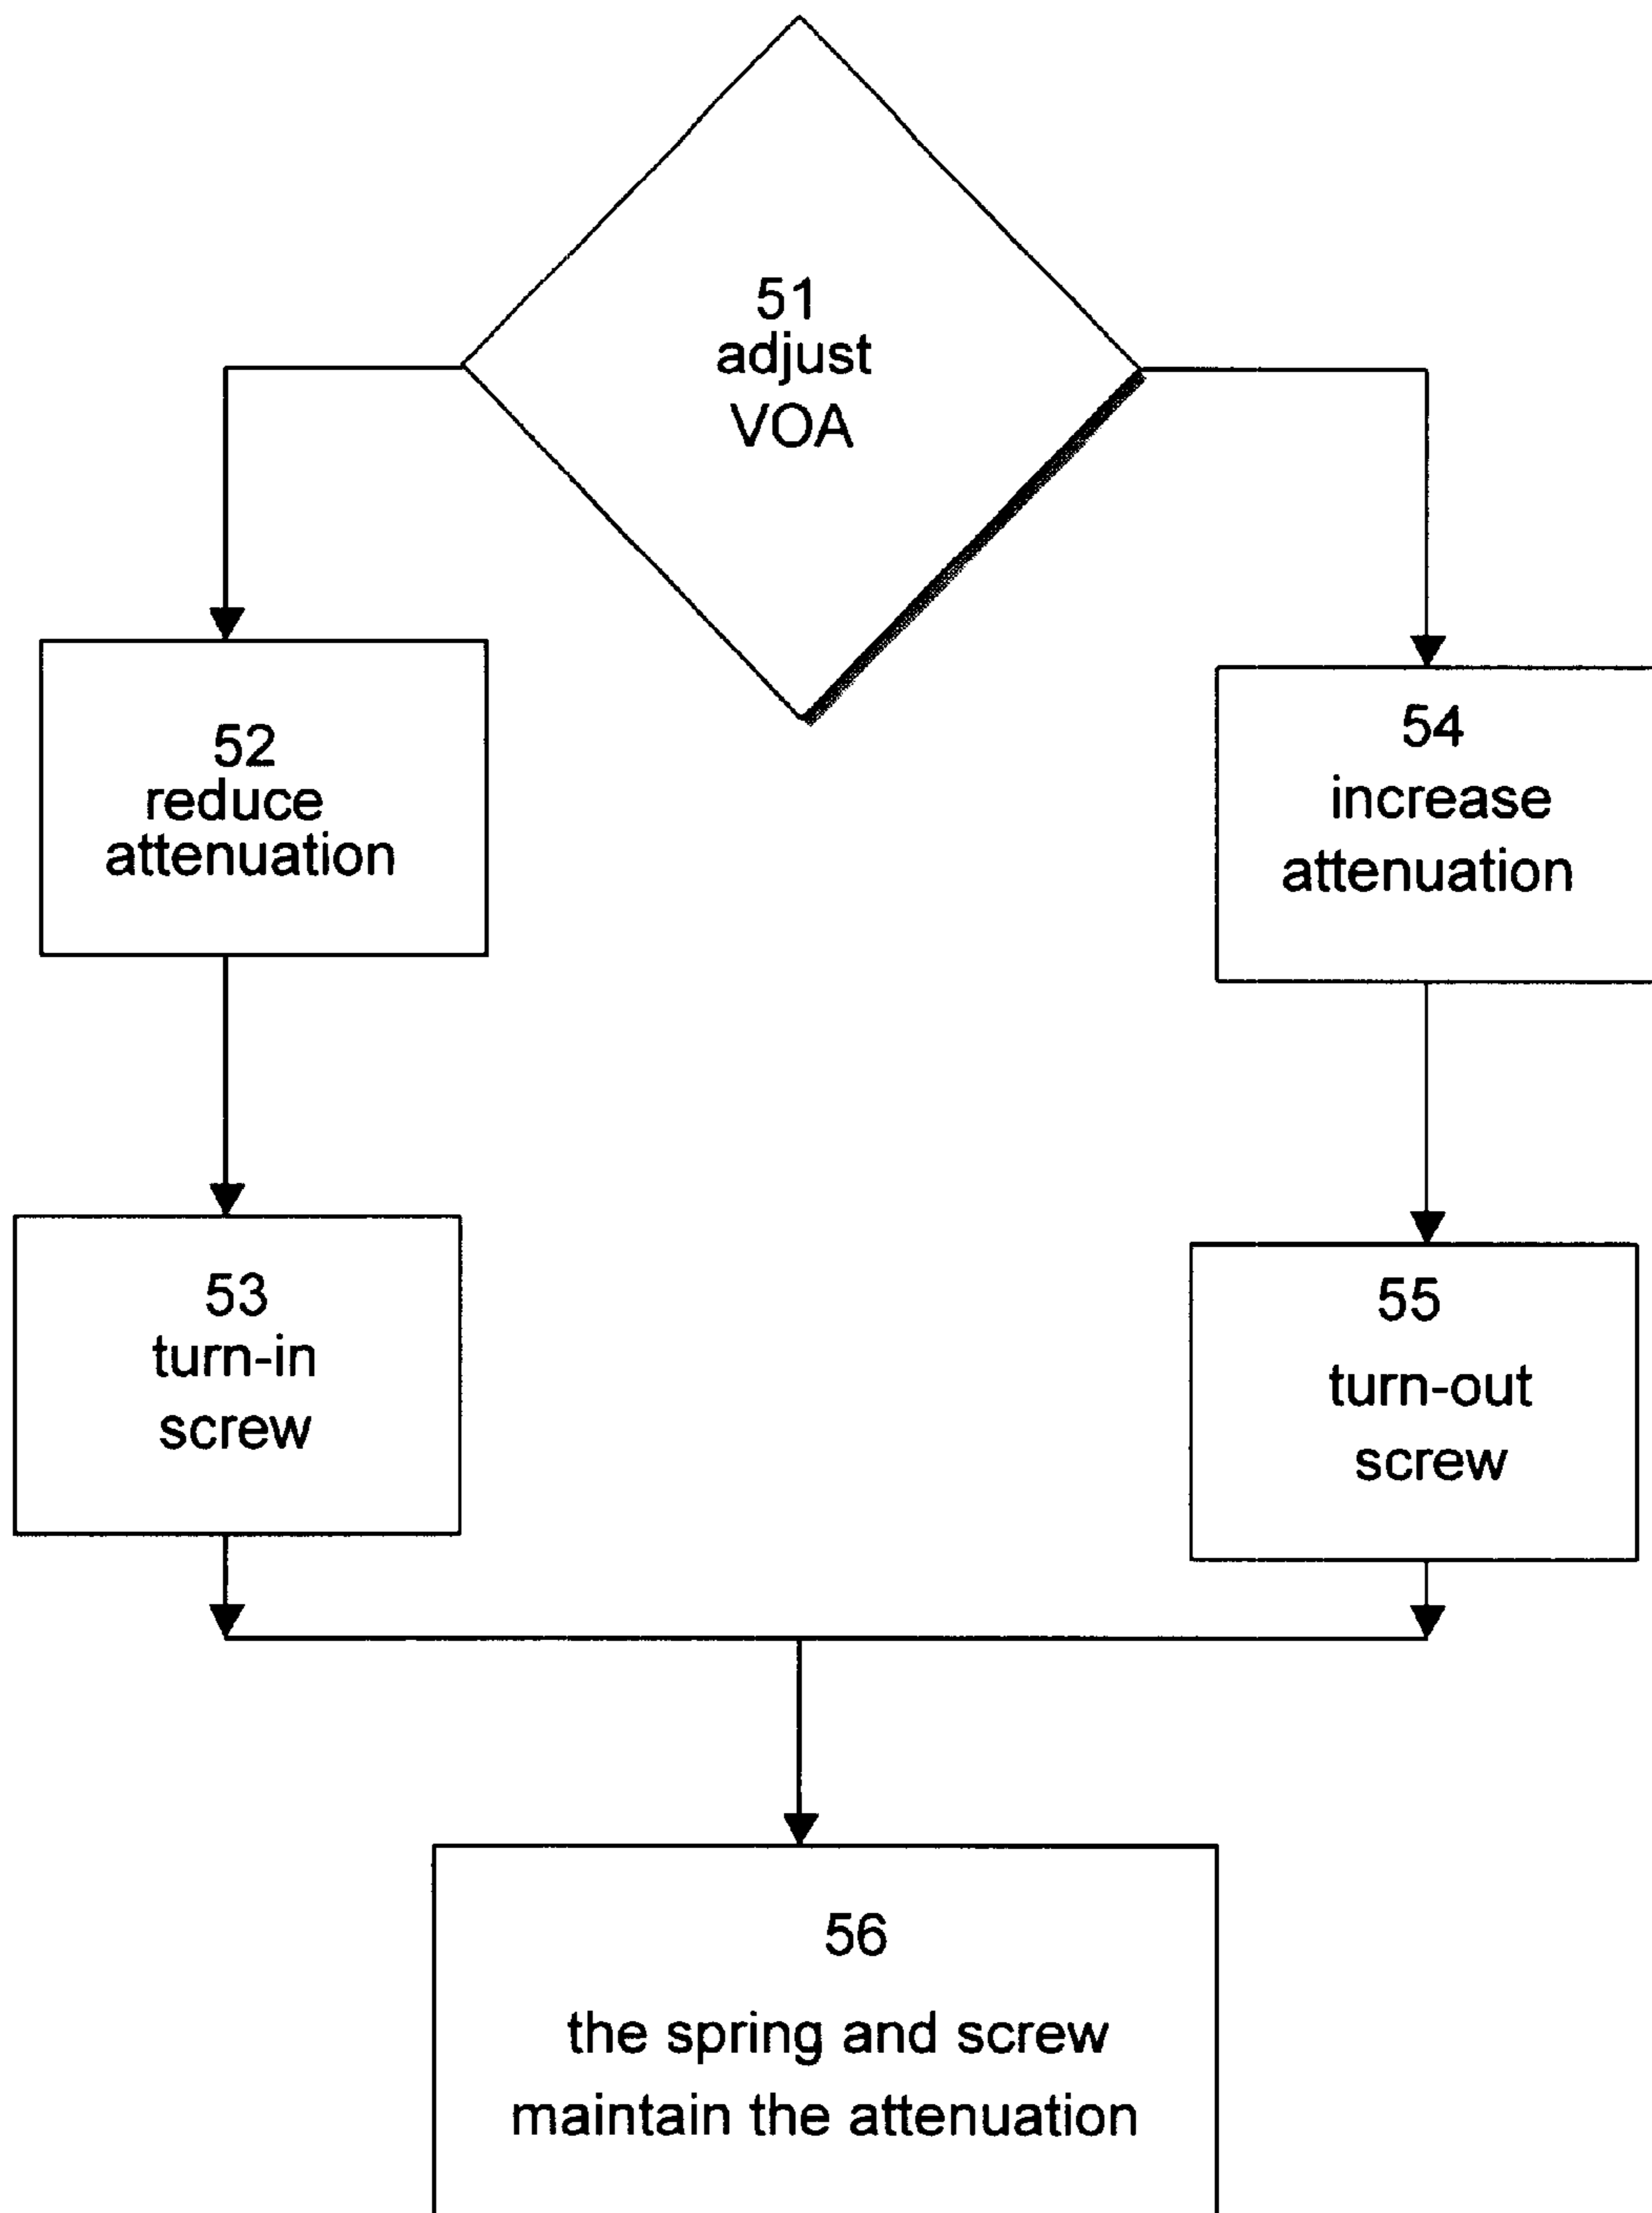 51
adjust
VOA
52
reduce
attenuation
54
increase
attenuation
53
turn-in
screw
55
turn-out
screw
56
the spring and screw
maintain the attenuation